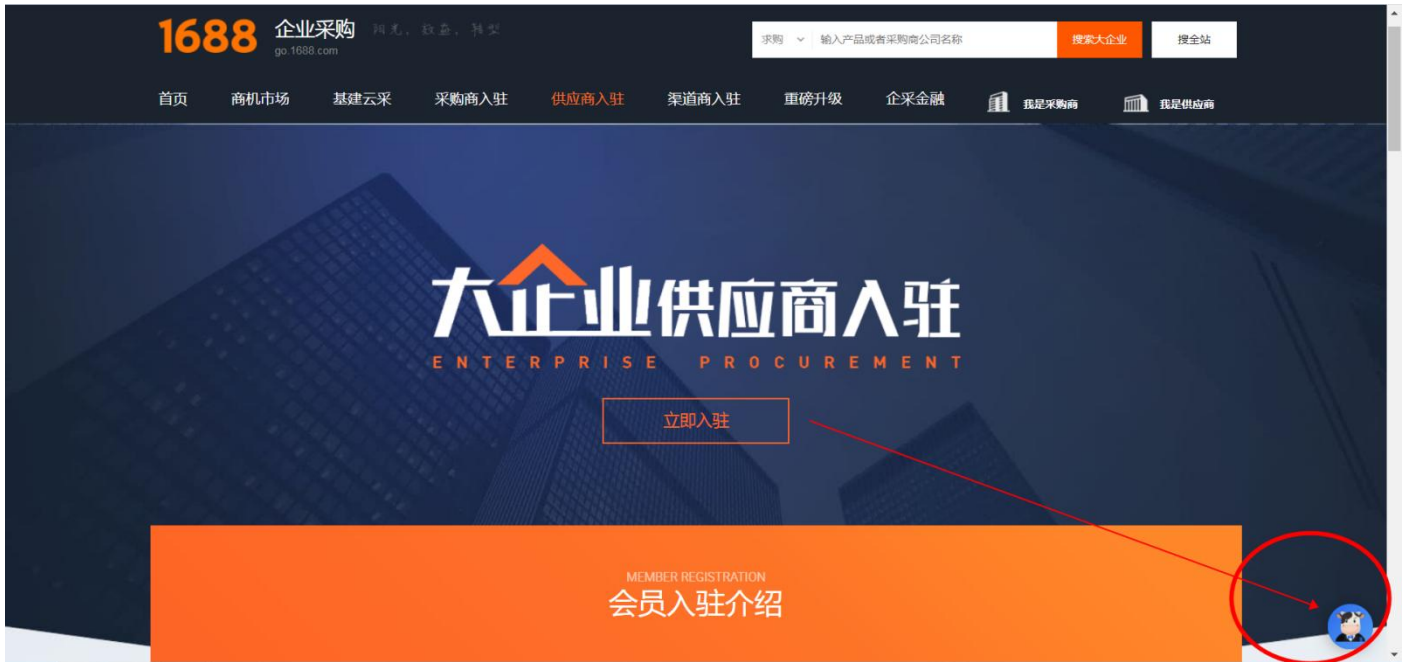 1688 企业采购
go.1688.com
求购 输入产品或者采购商公司名称 搜索大企业 搜全站
首页 商机市场 基建云采 采购商入驻 供应商入驻 渠道商入驻 重磅升级 企采金融 我是采购商 我是供应商
大企业供应商入驻
ENTERPRISE PROCUREMENT
立即入驻
MEMBER REGISTRATION
会员入驻介绍